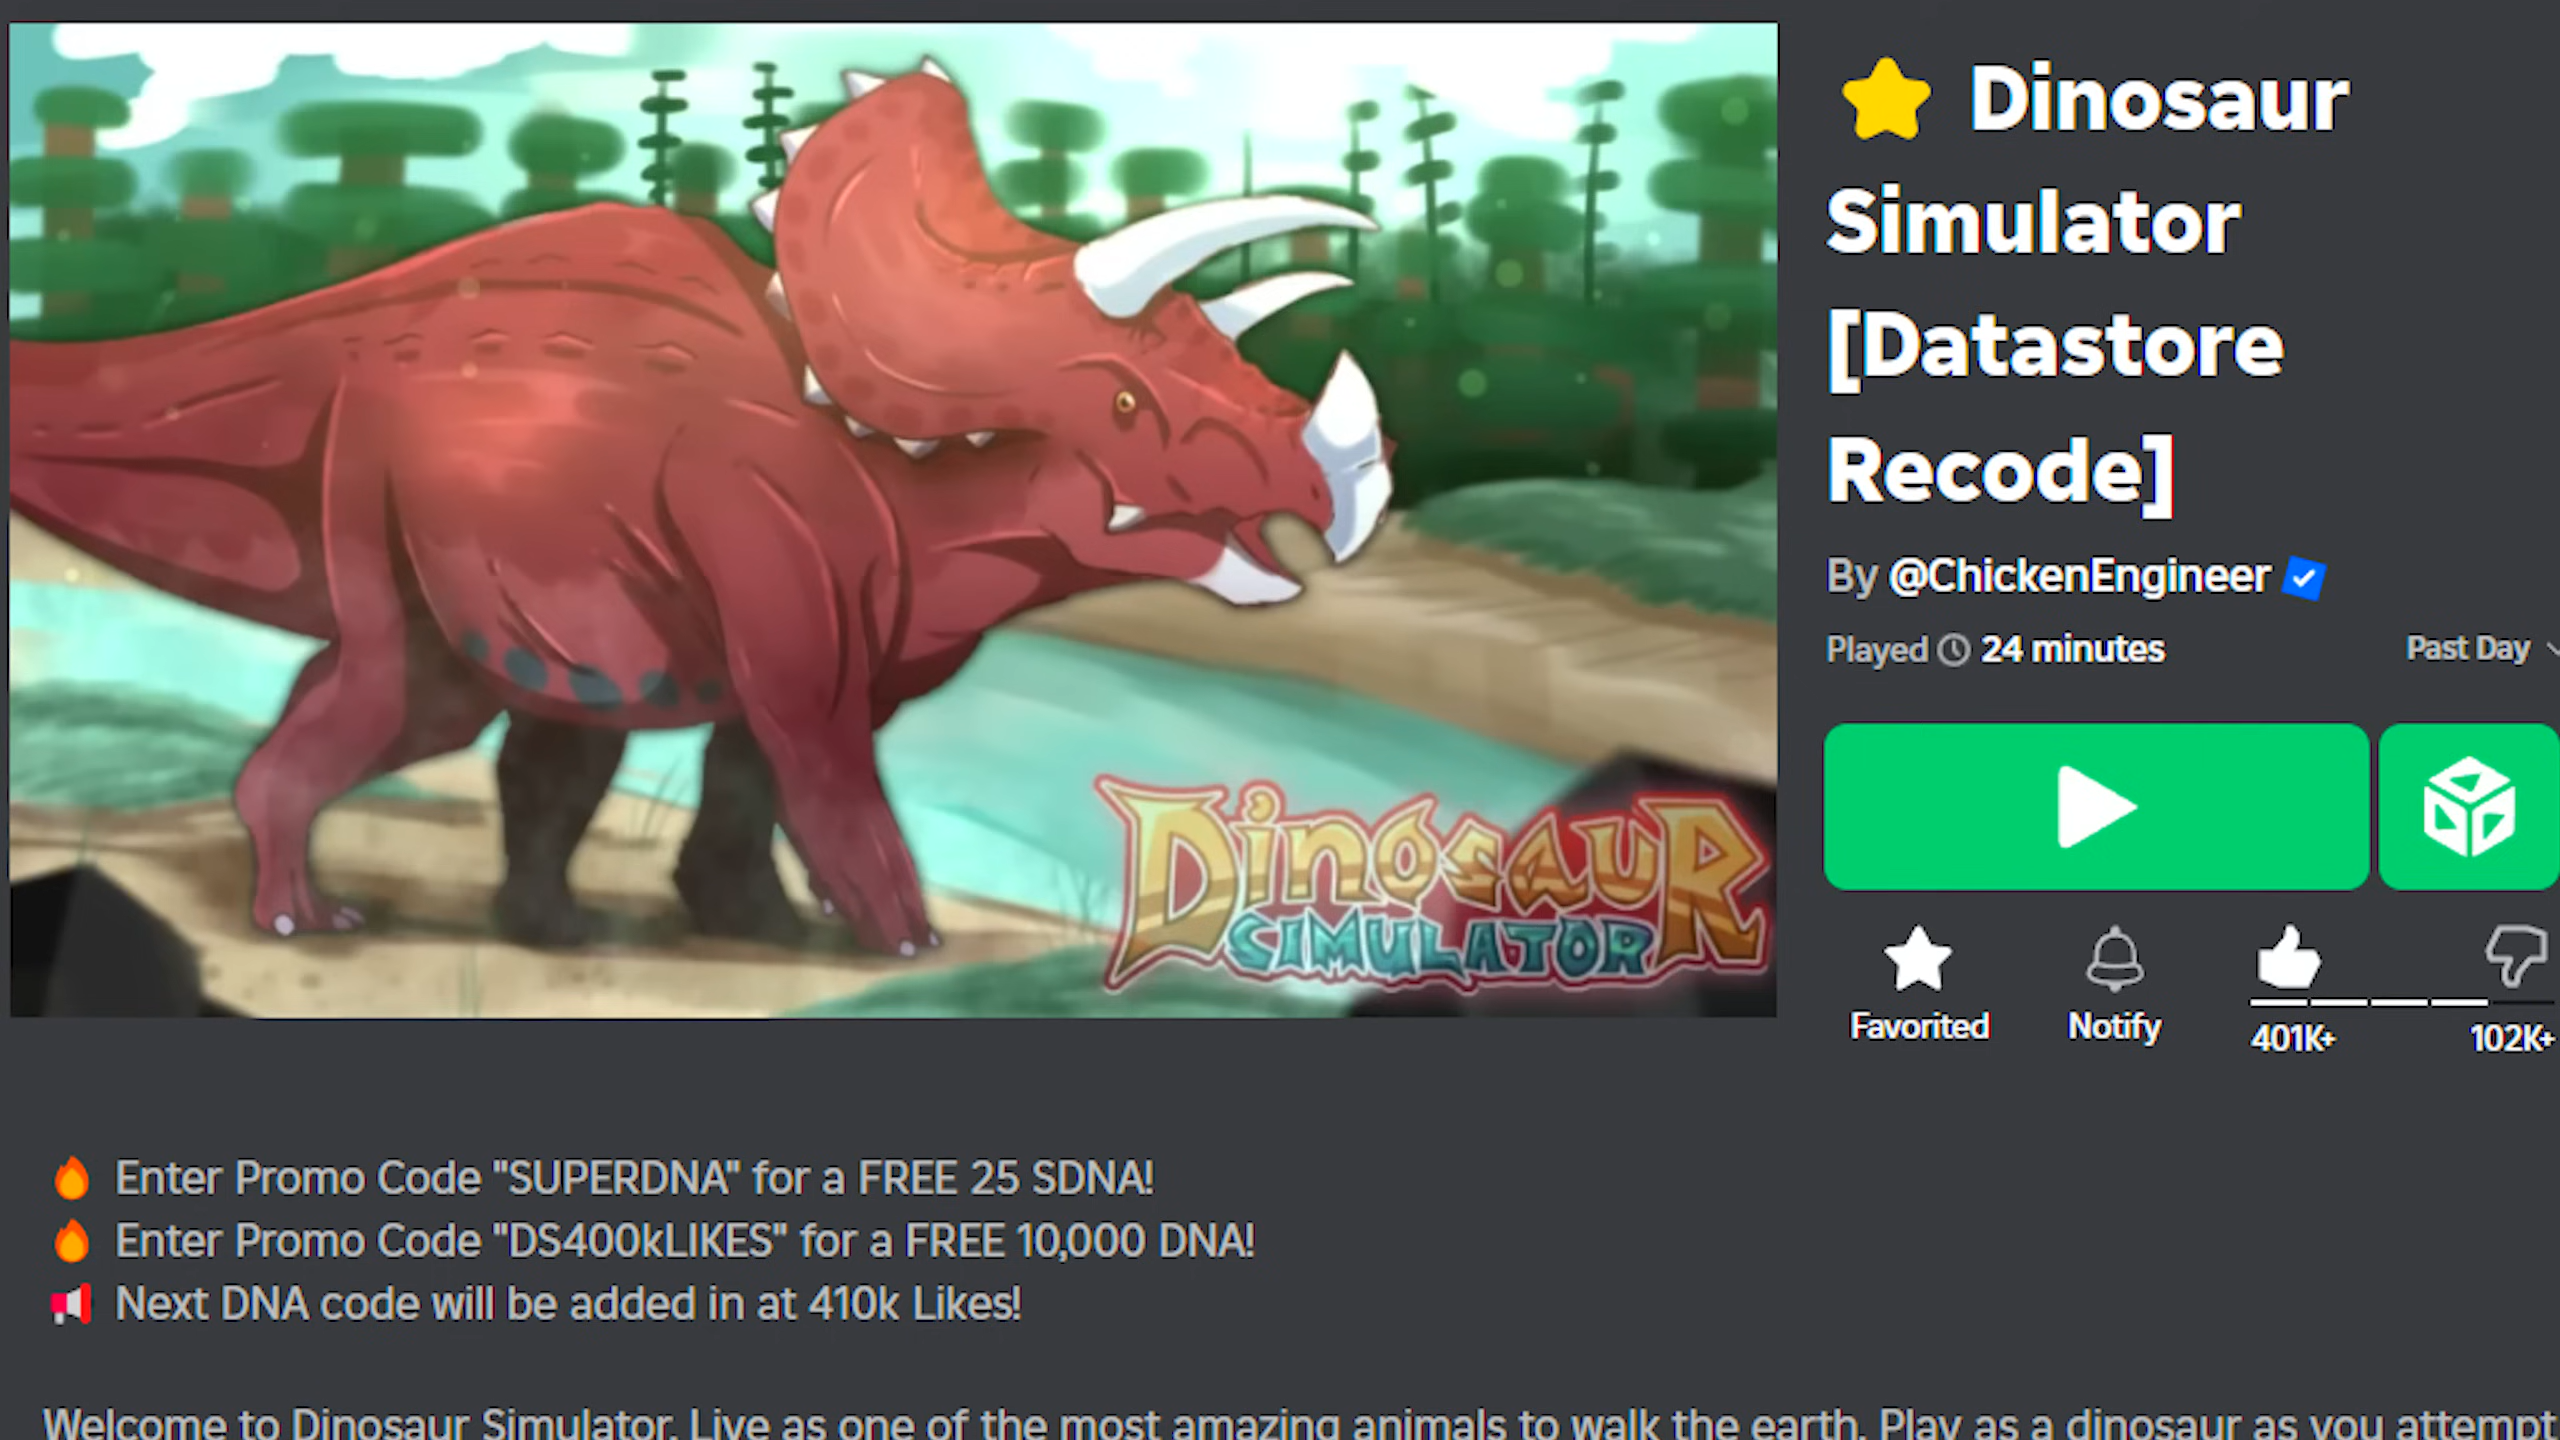 Dinosaur
SIMULATOR
Dinosaur
Simulator
[Datastore
Recode]
By @ChickenEngineer
Played 24 minutes
Past Day
Favorited
Notify
401K+
102K+
Enter Promo Code "SUPERDNA" for a FREE 25 SDNA!
Enter Promo Code "DS400kLIKES" for a FREE 10,000 DNA!
Next DNA code will be added in at 410k Likes!
Welcome to Dinosaur Simulator. Live as one of the most amazing animals to walk the earth. Play as a dinosaur as you attempt